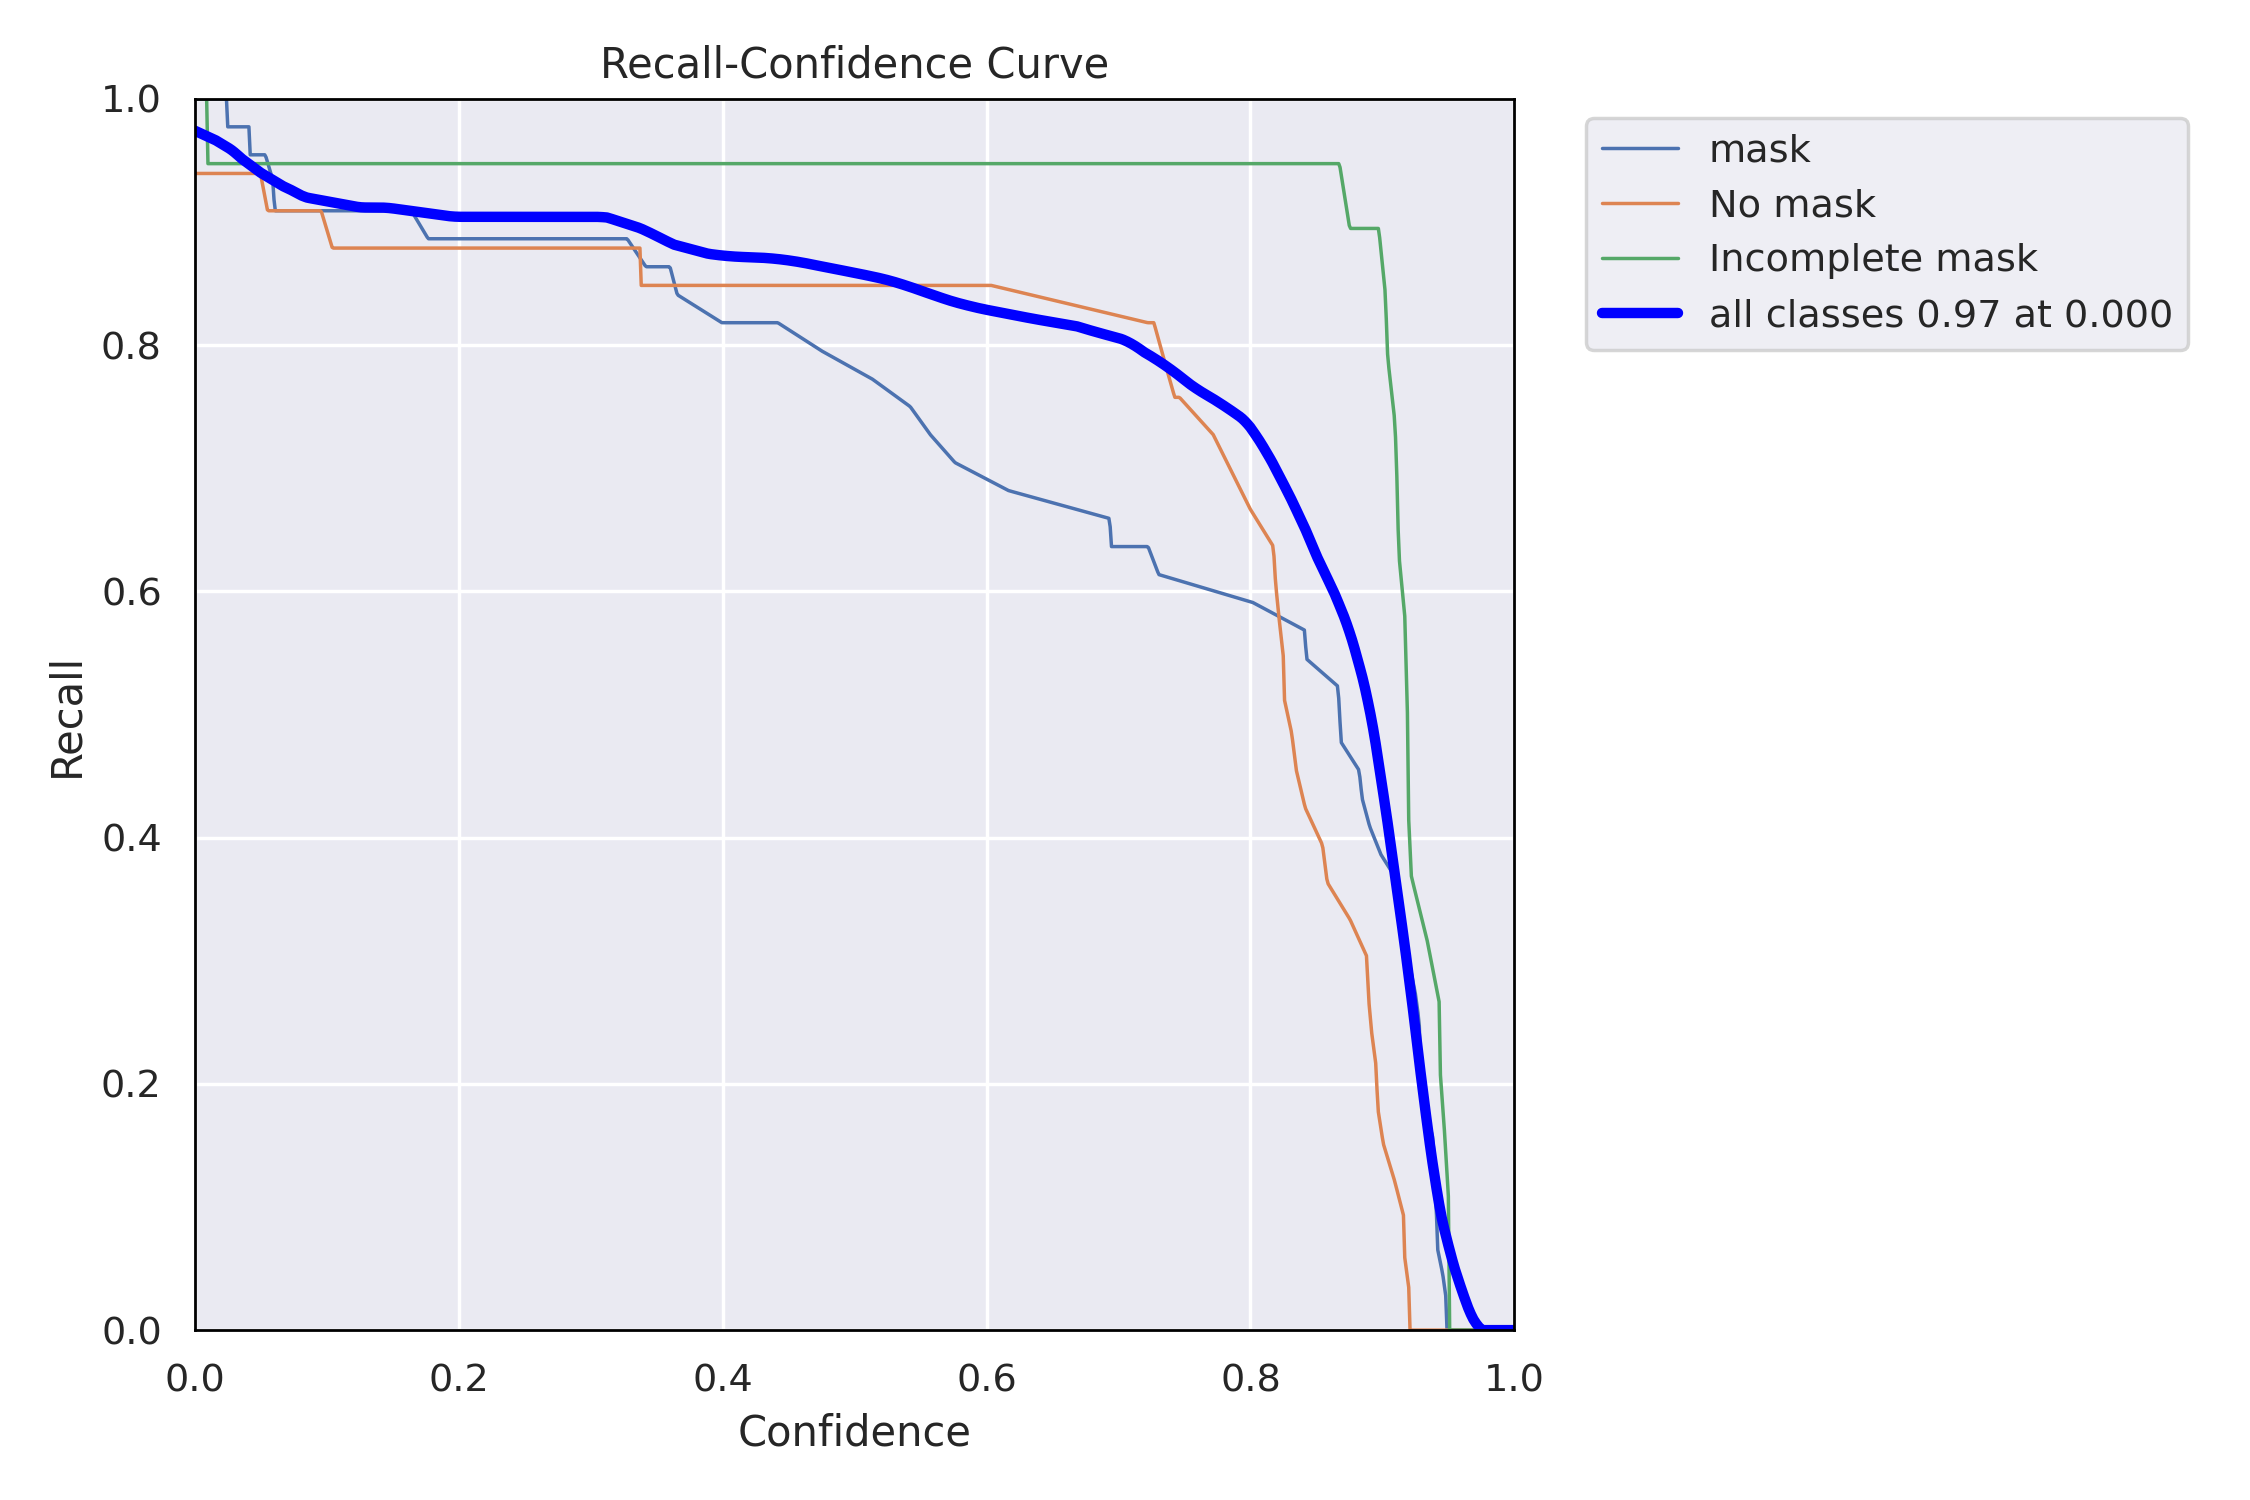 Recall-Confidence Curve
1.0
0.8
0.6
0.4
0.2
0.0
Recall
0.0 0.2 0.4 0.6 0.8 1.0
Confidence
mask
No mask
Incomplete mask
all classes 0.97 at 0.000